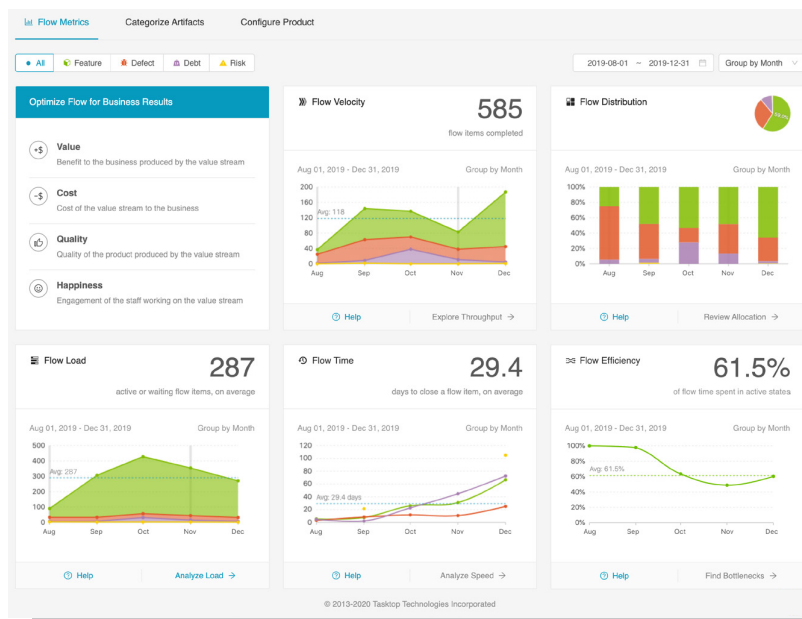 Flow Metrics Categorize Artifacts Configure Product
All Feature Defect Debt Risk 2019-08-01 – 2019-12-31 Group by Month
Optimize Flow for Business Results
+$ Value
Benefit to the business produced by the value stream
-$ Cost
Cost of the value stream to the business
Quality
Quality of the product produced by the value stream
Happiness
Engagement of the staff working on the value stream
Flow Velocity 585
flow items completed
Aug 01, 2019 - Dec 31, 2019 Group by Month
200
160
120
80
40
0
Avg: 118
Aug Sep Oct Nov Dec
Help Explore Throughput →
Flow Distribution
Aug 01, 2019 - Dec 31, 2019 Group by Month
100%
80%
60%
40%
20%
0%
Aug Sep Oct Nov Dec
Help Review Allocation →
Flow Load 287
active or waiting flow items, on average
Aug 01, 2019 - Dec 31, 2019 Group by Month
500
400
300
200
100
0
Avg: 287
Aug Sep Oct Nov Dec
Help Analyze Load →
Flow Time 29.4
days to close a flow item, on average
Aug 01, 2019 - Dec 31, 2019 Group by Month
120
100
80
60
40
20
0
Avg: 29.4 days
Aug Sep Oct Nov Dec
Help Analyze Speed →
Flow Efficiency 61.5%
of flow time spent in active states
Aug 01, 2019 - Dec 31, 2019 Group by Month
100%
80%
60%
40%
20%
0%
Avg: 61.5%
Aug Sep Oct Nov Dec
Help Find Bottlenecks →
© 2013-2020 Tasktop Technologies Incorporated